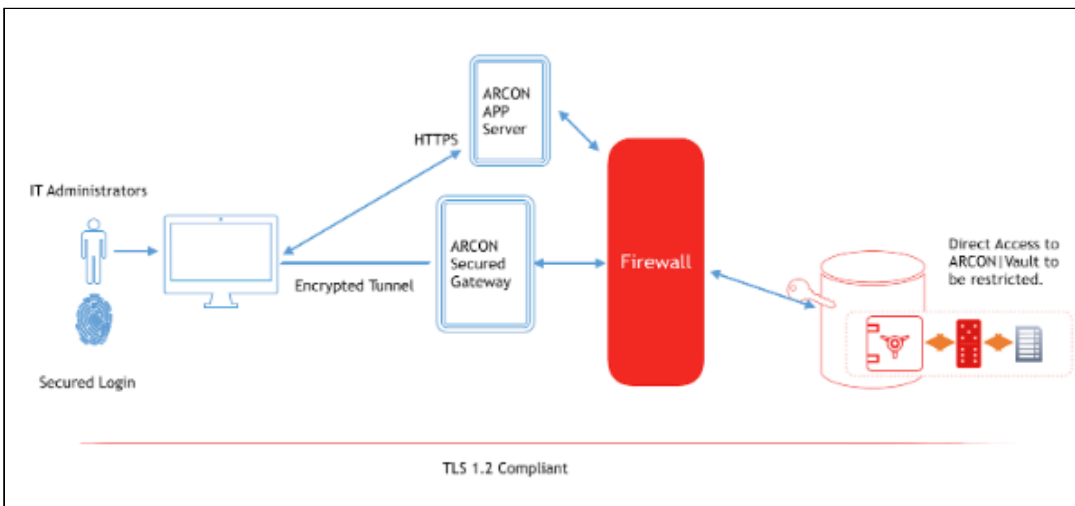 ARCON
APP
Server
HTTPS
IT Administrators
ARCON
Secured
Gateway
Firewall
Direct Access to
ARCON|Vault to
be restricted.
Encrypted Tunnel
Secured Login
TLS 1.2 Compliant